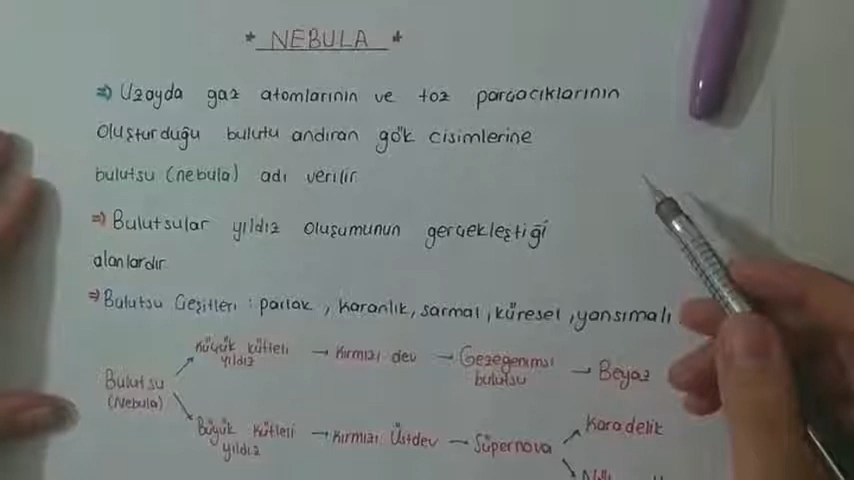 * NEBULA *
⇒ Uzayda gaz atomlarının ve toz parçacıklarının
oluşturduğu bulutu andıran gök cisimlerine
bulutsu (nebula) adı verilir.
⇒ Bulutsular yıldız oluşumunun gerçekleştiği
alanlardır.
⇒ Bulutsu Çeşitleri : parlak, karanlık, sarmal, küresel, yansımalı
Küçük kütleli → Kırmızı dev → Gezegenimsi → Beyaz
yıldız
bulutsu
Bulutsu
(Nebula)
Büyük kütleli → Kırmızı Üstdev → Süpernova
yıldız
Karadelik